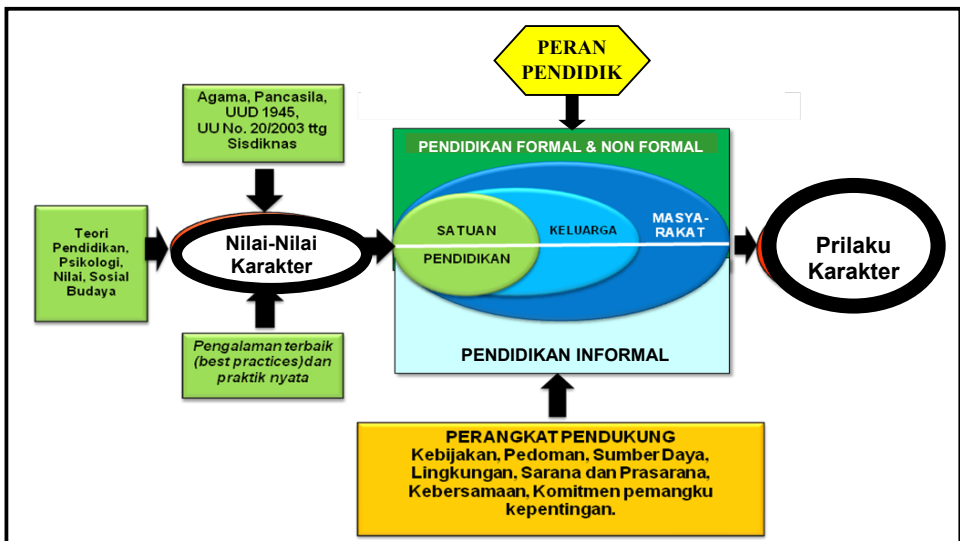 PERAN
PENDIDIK
Agama, Pancasila,
UUD 1945,
UU No. 20/2003 ttg
Sisdiknas
PENDIDIKAN FORMAL & NON FORMAL
Teori
Pendidikan,
Psikologi,
Nilai, Sosial
Budaya
Nilai-Nilai
Karakter
SATUAN
PENDIDIKAN
KELUARGA
MASYA-
RAKAT
Prilaku
Karakter
Pengalaman terbaik
(best practices)dan
praktik nyata
PENDIDIKAN INFORMAL
PERANGKAT PENDUKUNG
Kebijakan, Pedoman, Sumber Daya,
Lingkungan, Sarana dan Prasarana,
Kebersamaan, Komitmen pemangku
kepentingan.